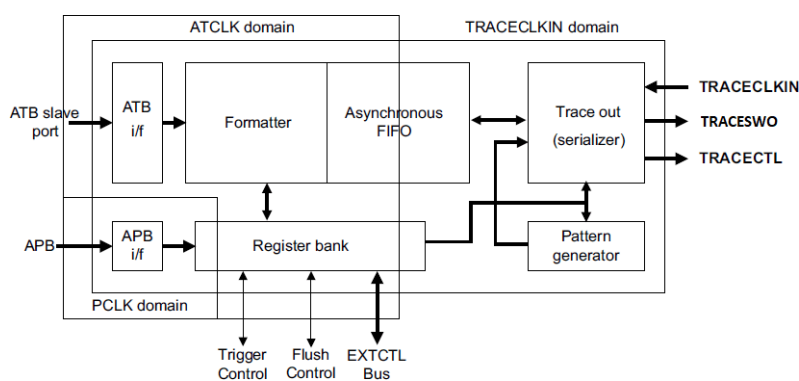 ATCLK domain
TRACECLKIN domain
ATB slave
port
ATB
i/f
Formatter
Asynchronous
FIFO
Trace out
(serializer)
TRACECLKIN
TRACESWO
TRACECTL
APB
APB
i/f
Register bank
Pattern
generator
PCLK domain
Trigger
Control
Flush
Control
EXTCTL
Bus